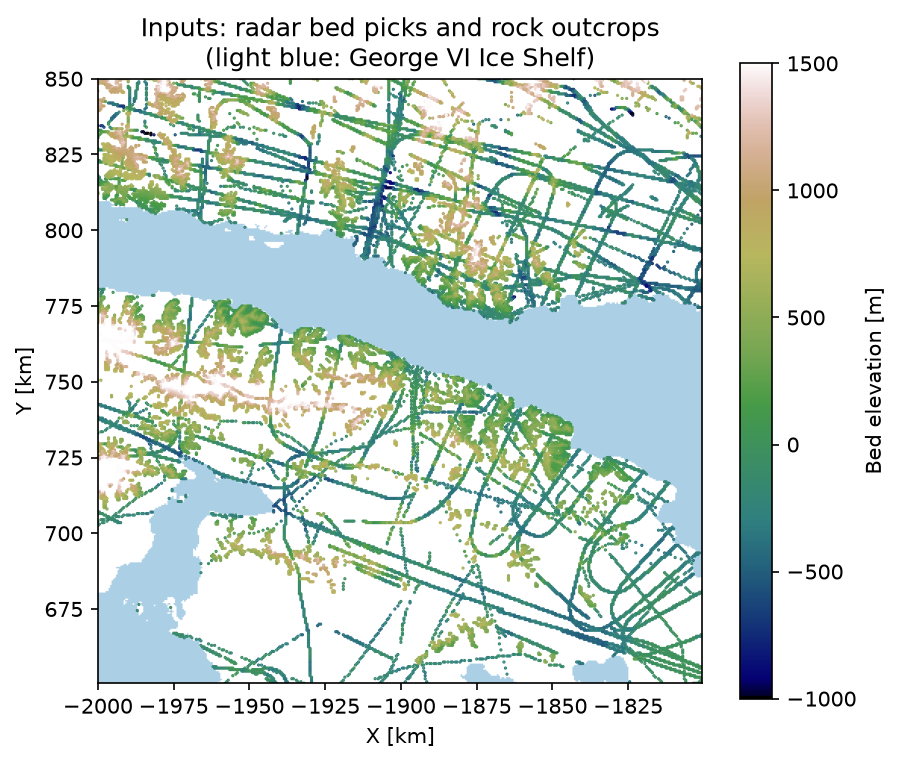 Inputs: radar bed picks and rock outcrops
(light blue: George VI Ice Shelf)
850
825
800
775
750
725
700
675
Y [km]
−2000 −1975 −1950 −1925 −1900 −1875 −1850 −1825
X [km]
1500
1000
500
0
−500
−1000
Bed elevation [m]